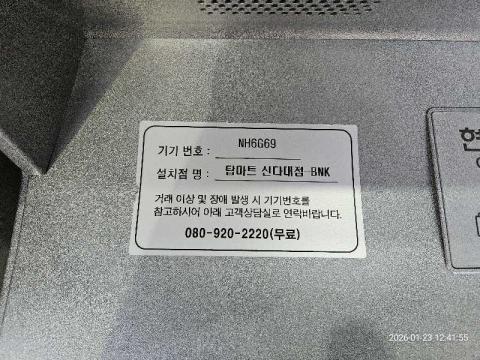 기기 번호 : NH6G69
설치점 명 : 탑마트 신다대점-BNK
거래 이상 및 장애 발생 시 기기번호를
참고하시어 아래 고객상담실로 연락바랍니다.
080-920-2220(무료)
현
2026-01-23 12:41:55